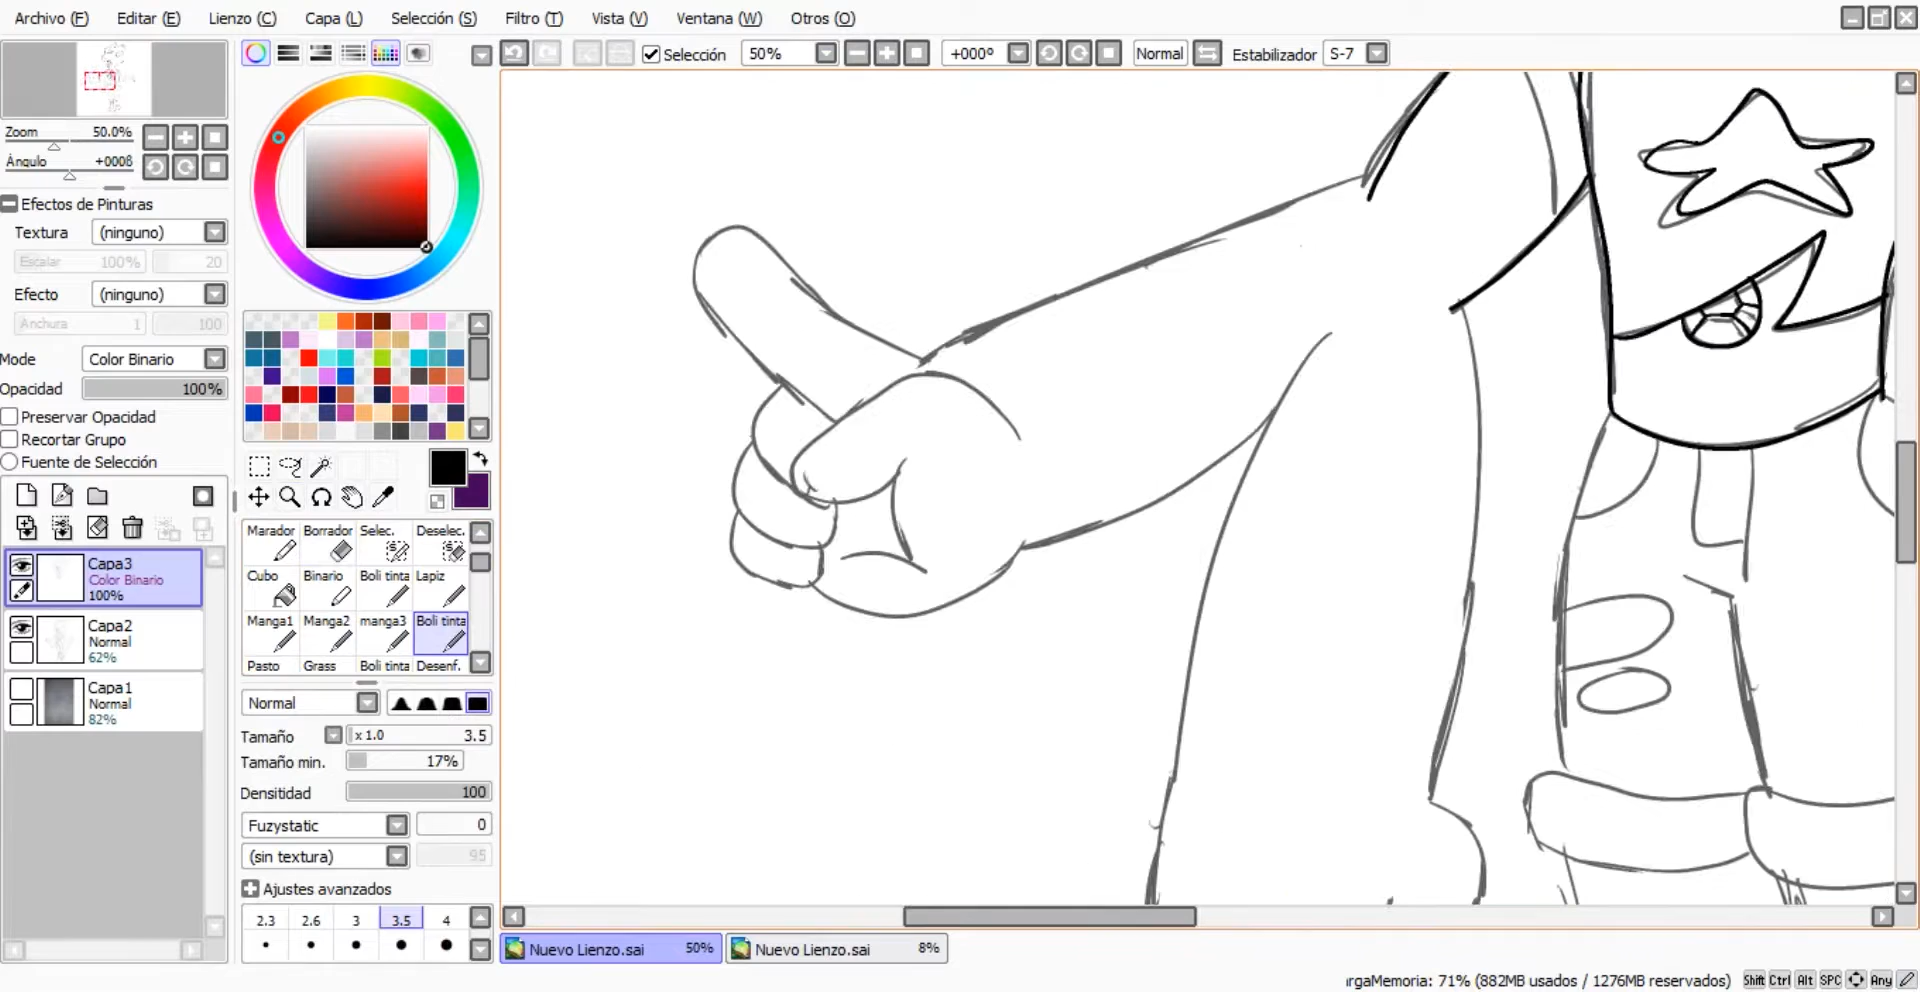 Archivo (F) Editar (E) Lienzo (C) Capa (L) Selección (S) Filtro (T) Vista (V) Ventana (W) Otros (O)
Selección 50% +000º Normal Estabilizador S-7
Zoom 50.0%
Ángulo +000ß
Efectos de Pinturas
Textura (ninguno)
Escalar 100% 20
Efecto (ninguno)
Anchura 1 100
Mode Color Binario
Opacidad 100%
Preservar Opacidad
Recortar Grupo
Fuente de Selección
Capa3
Color Binario
100%
Capa2
Normal
62%
Capa1
Normal
82%
Marador Borrador Selec. Deselec.
Cubo Binario Boli tinta Lapiz
Manga1 Manga2 manga3 Boli tinta
Pasto Grass Boli tinta Desenf.
Normal
Tamaño x 1.0 3.5
Tamaño min. 17%
Densitidad 100
Fuzystatic 0
(sin textura) 95
Ajustes avanzados
2.3 2.6 3 3.5 4
Nuevo Lienzo.sai 50% Nuevo Lienzo.sai 8%
ırgaMemoria: 71% (882MB usados / 1276MB reservados) Shift Ctrl Alt SPC Any